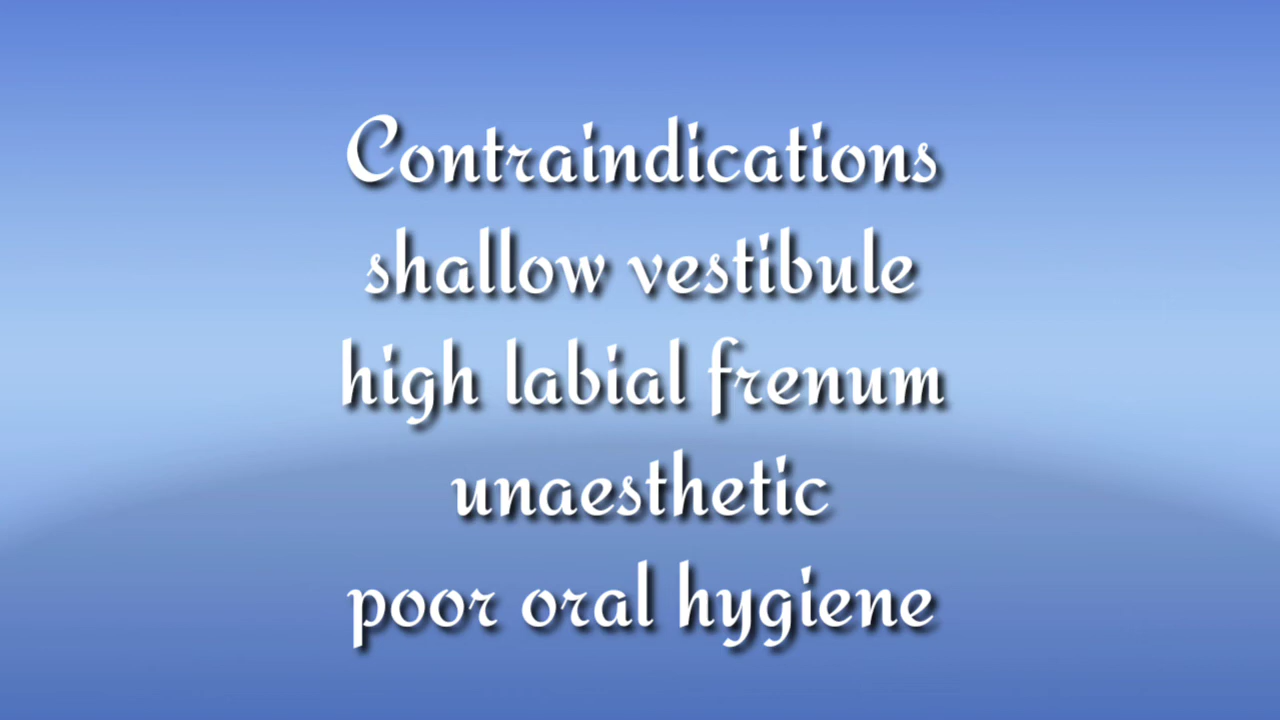 Contraindications
shallow vestibule
high labial frenum
unaesthetic
poor oral hygiene